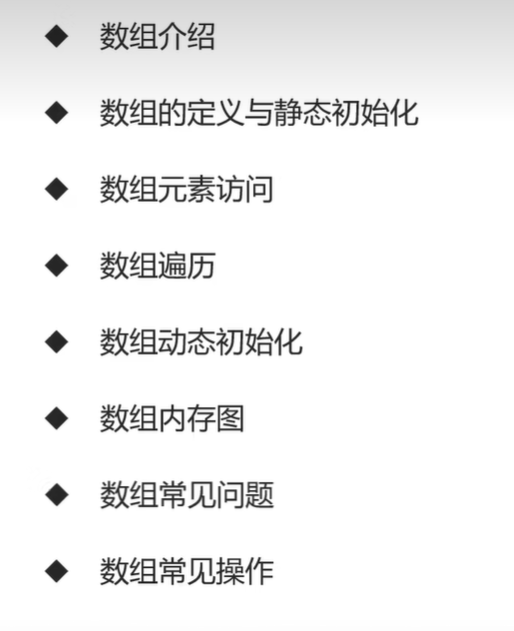 ◆ 数组介绍
◆ 数组的定义与静态初始化
◆ 数组元素访问
◆ 数组遍历
◆ 数组动态初始化
◆ 数组内存图
◆ 数组常见问题
◆ 数组常见操作